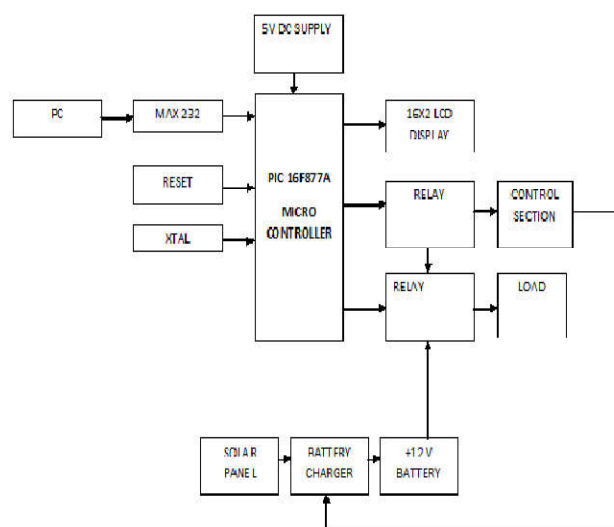 5V DC SUPPLY
PC
MAX 232
16X2 LCD
DISPLAY
PIC 16F877A
MICRO
CONTROLLER
RESET
RELAY
CONTROL
SECTION
XTAL
RELAY
LOAD
SOLAR
PANEL
BATTERY
CHARGER
+12 V
BATTERY